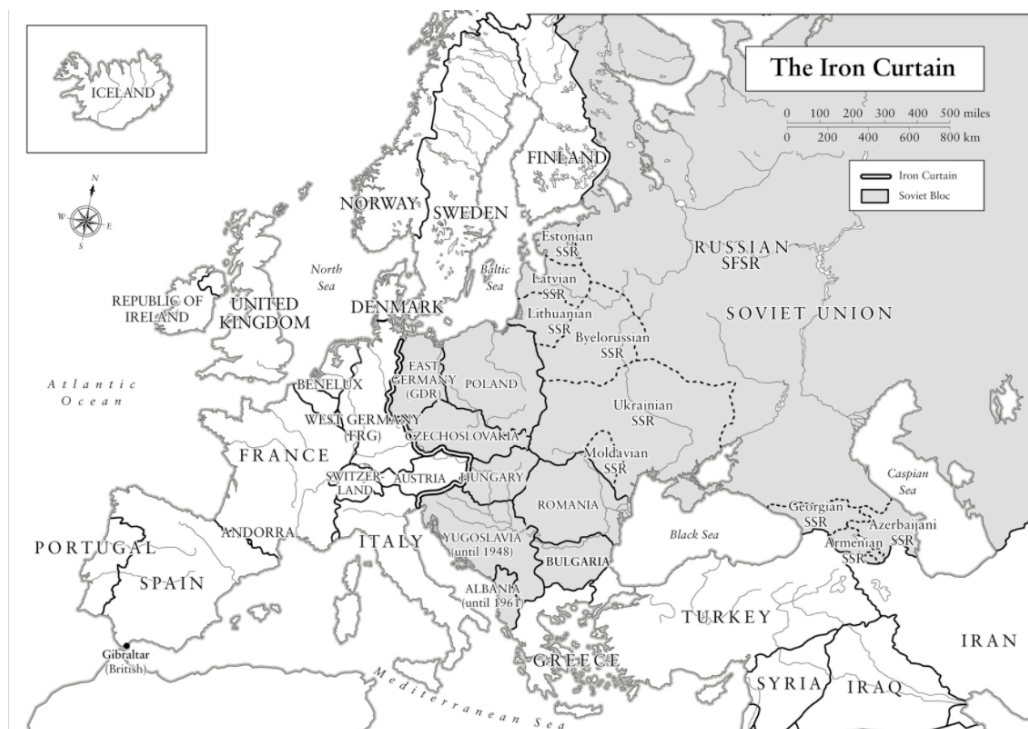 The Iron Curtain
0 100 200 300 400 500 miles
0 200 400 600 800 km
Iron Curtain
Soviet Bloc
ICELAND
N
W
E
S
FINLAND
NORWAY
SWEDEN
Estonian
SSR
RUSSIAN
SFSR
North
Sea
Baltic
Sea
Latvian
SSR
REPUBLIC OF
IRELAND
UNITED
KINGDOM
DENMARK
Lithuanian
SSR
SOVIET UNION
Byelorussian
SSR
Atlantic
Ocean
BENELUX
EAST
GERMANY
(GDR)
POLAND
WEST GERMANY
(FRG)
Ukrainian
SSR
CZECHOSLOVAKIA
FRANCE
Moldavian
SSR
SWITZER-
LAND
AUSTRIA
HUNGARY
Caspian
Sea
ROMANIA
Georgian
SSR
Azerbaijani
SSR
Armenian
SSR
ANDORRA
ITALY
YUGOSLAVIA
(until 1948)
Black Sea
PORTUGAL
SPAIN
BULGARIA
ALBANIA
(until 1961)
TURKEY
IRAN
Gibraltar
(British)
GREECE
Mediterranean Sea
SYRIA
IRAQ